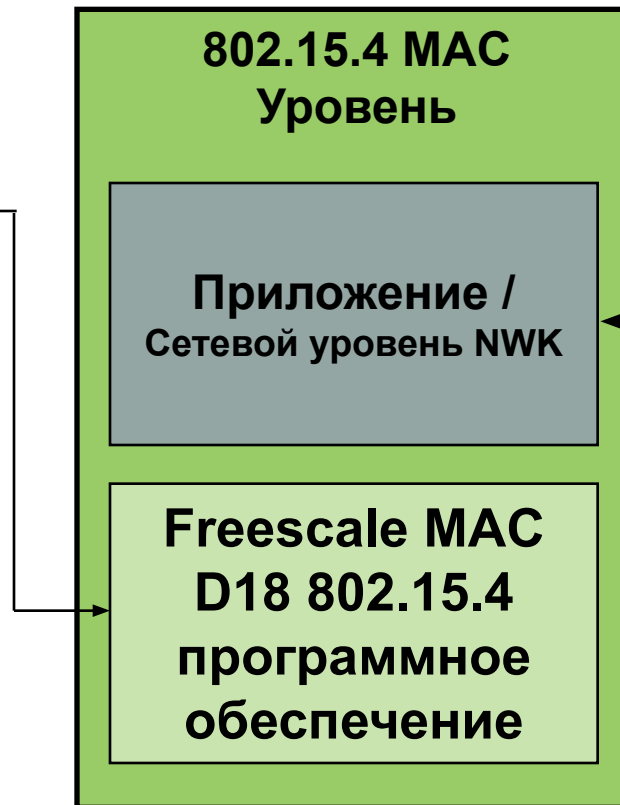 802.15.4 MAC
Уровень
Приложение /
Сетевой уровень NWK
Freescale MAC
D18 802.15.4
программное
обеспечение